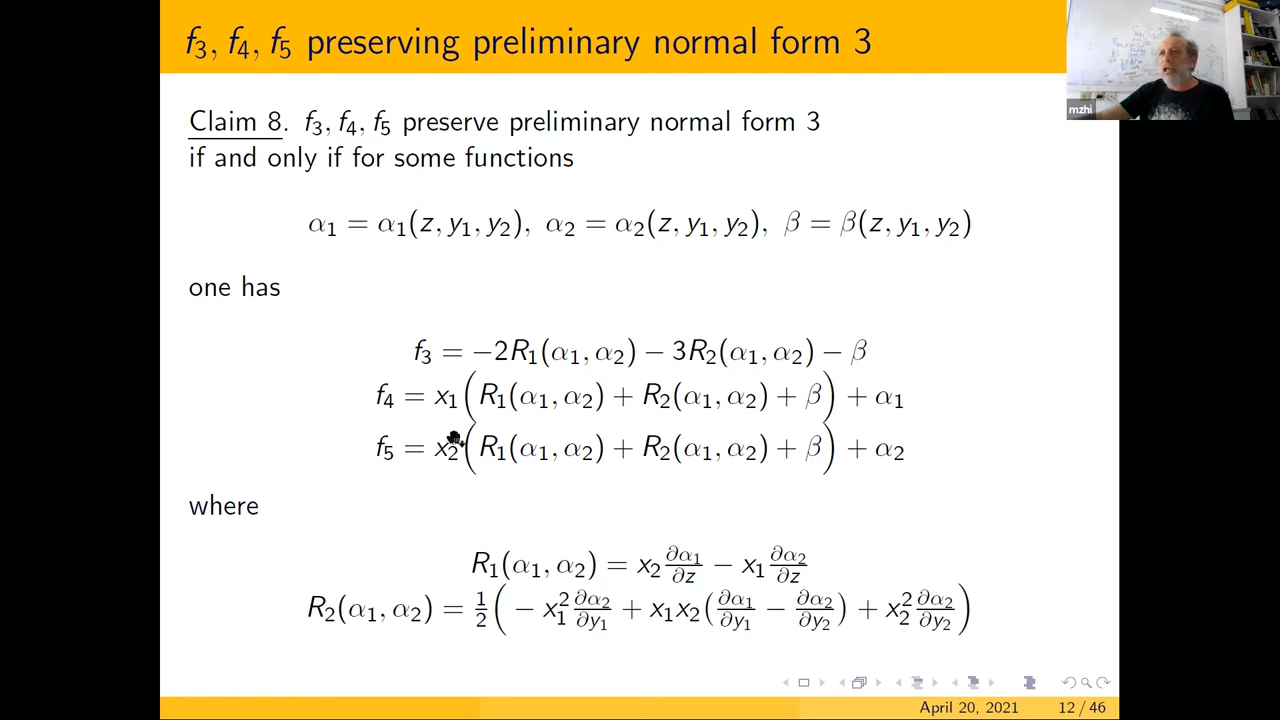 f₃, f₄, f₅ preserving preliminary normal form 3
mzhi
Claim 8. f₃, f₄, f₅ preserve preliminary normal form 3
if and only if for some functions
α₁ = α₁(z, y₁, y₂), α₂ = α₂(z, y₁, y₂), β = β(z, y₁, y₂)
one has
f₃ = −2R₁(α₁, α₂) − 3R₂(α₁, α₂) − β
f₄ = x₁(R₁(α₁, α₂) + R₂(α₁, α₂) + β) + α₁
f₅ = x₂(R₁(α₁, α₂) + R₂(α₁, α₂) + β) + α₂
where
R₁(α₁, α₂) = x₂ ∂α₁/∂z − x₁ ∂α₂/∂z
R₂(α₁, α₂) = 1/2(− x₁² ∂α₂/∂y₁ + x₁x₂(∂α₁/∂y₁ − ∂α₂/∂y₂) + x₂² ∂α₂/∂y₂)
April 20, 2021 12 / 46